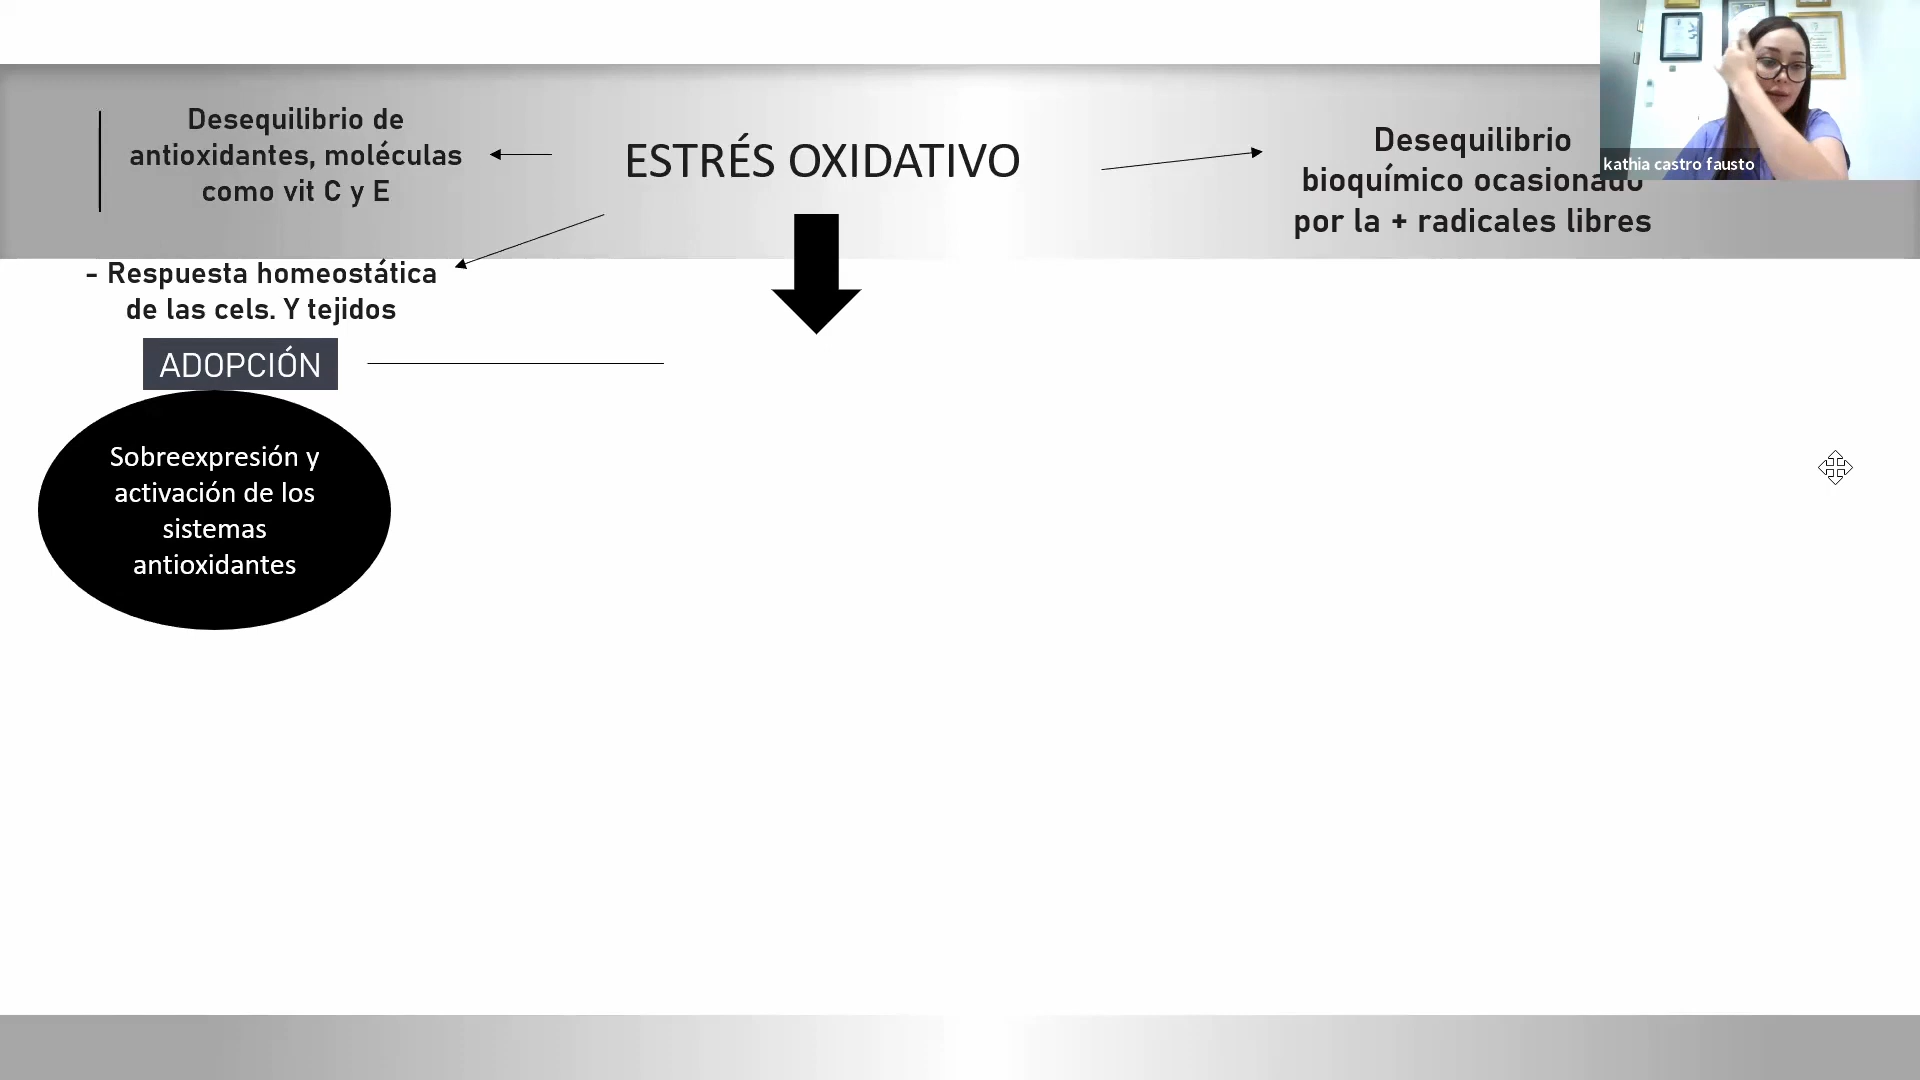 Desequilibrio de
antioxidantes, moléculas
como vit C y E
ESTRÉS OXIDATIVO
Desequilibrio
bioquímico ocasionado
por la + radicales libres
kathia castro fausto
- Respuesta homeostática
de las cels. Y tejidos
ADOPCIÓN
Sobreexpresión y
activación de los
sistemas
antioxidantes